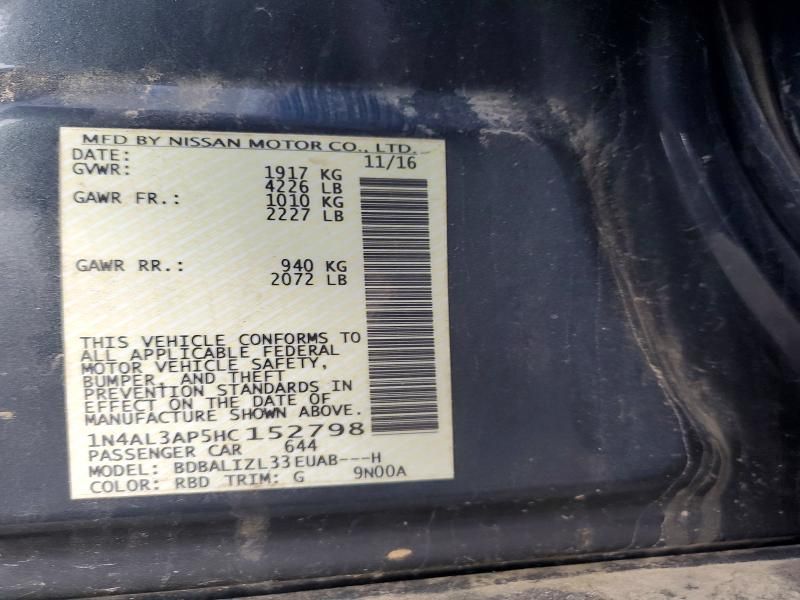 MFD BY NISSAN MOTOR CO., LTD.
DATE: 11/16
GVWR: 1917 KG
4226 LB
GAWR FR.: 1010 KG
2227 LB
GAWR RR.: 940 KG
2072 LB
THIS VEHICLE CONFORMS TO
ALL APPLICABLE FEDERAL
MOTOR VEHICLE SAFETY,
BUMPER, AND THEFT
PREVENTION STANDARDS IN
EFFECT ON THE DATE OF
MANUFACTURE SHOWN ABOVE.
1N4AL3AP5HC152798
PASSENGER CAR 644
MODEL: BDBALIZL33EUAB---H
COLOR: RBD TRIM: G 9N00A